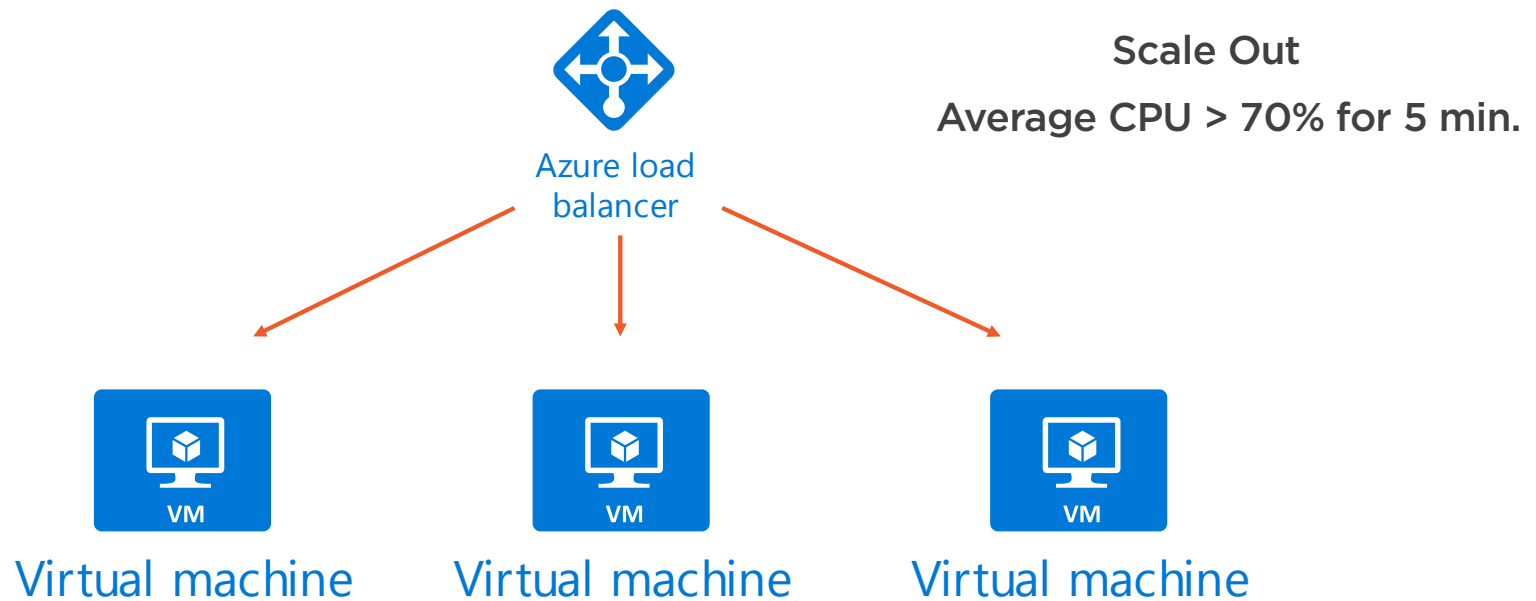 Scale Out
Average CPU > 70% for 5 min.
Azure load
balancer
VM
VM
VM
Virtual machine
Virtual machine
Virtual machine